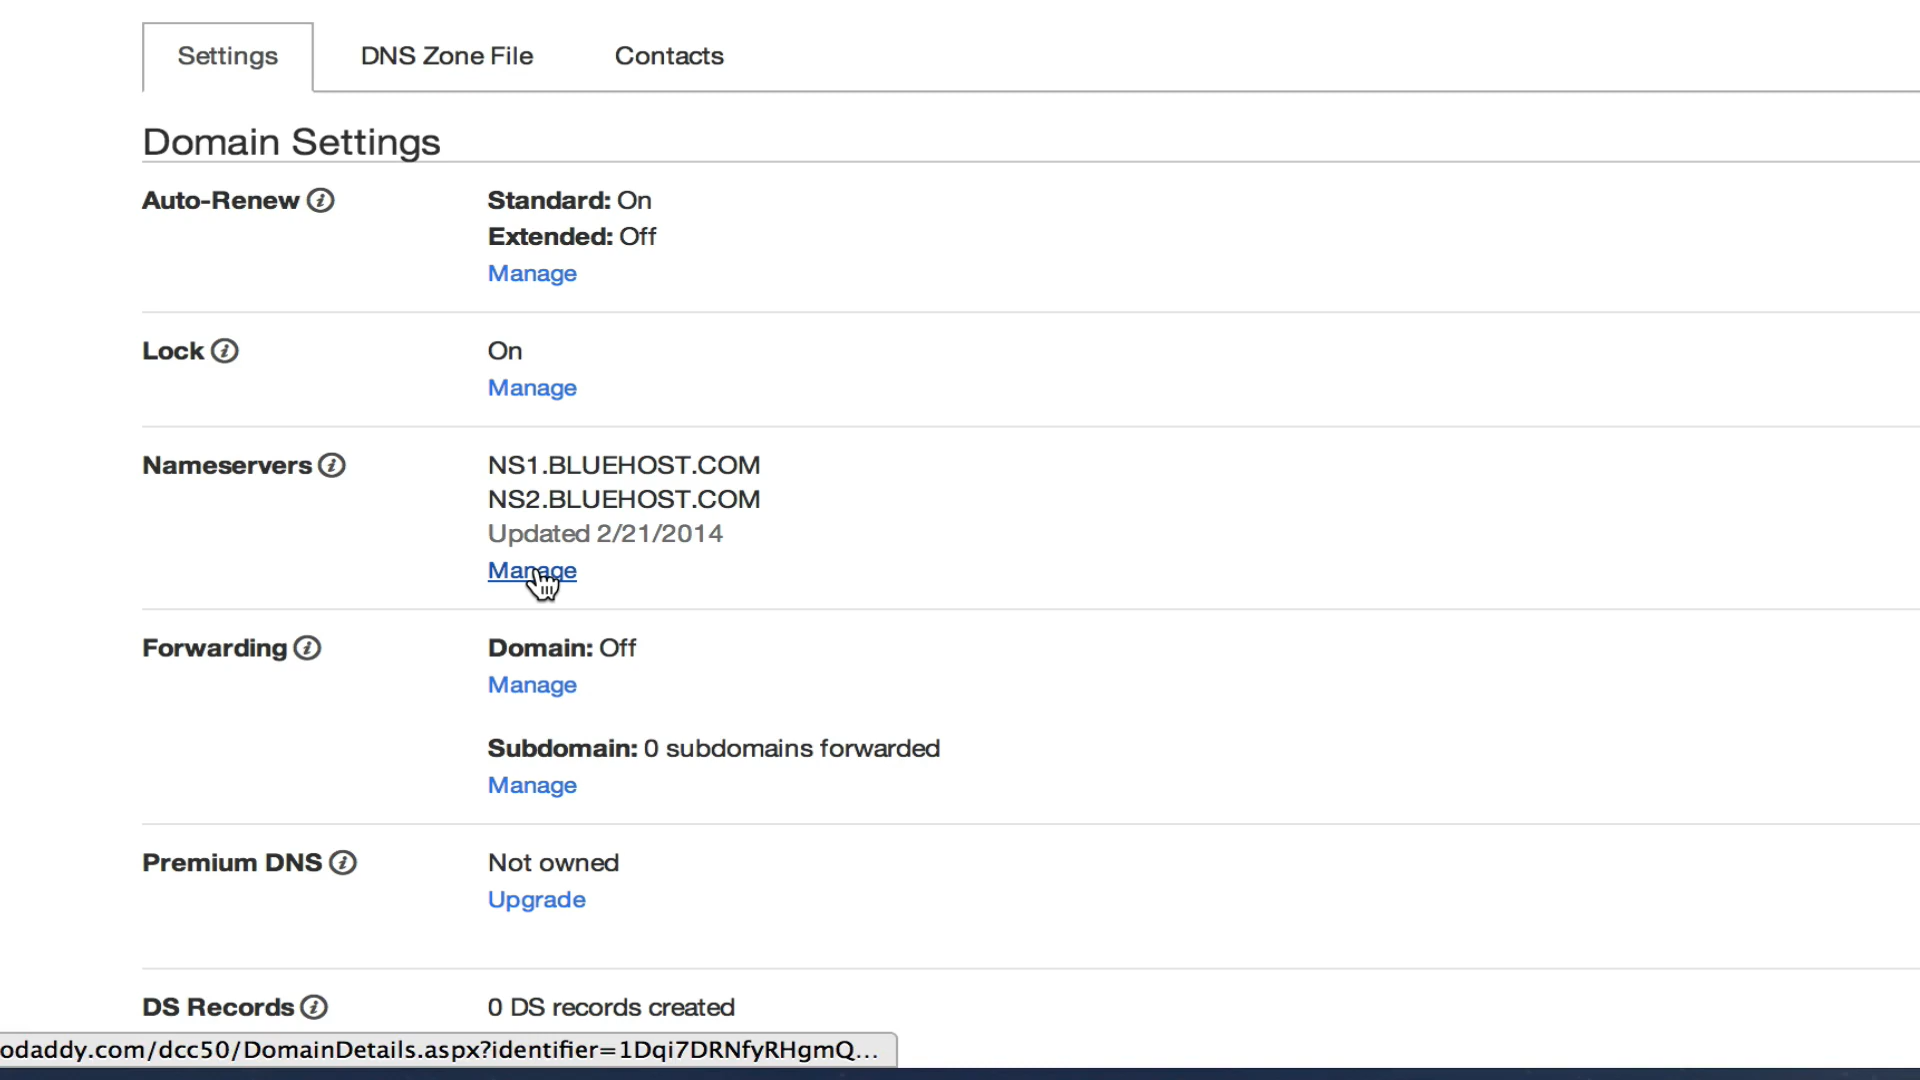 Settings DNS Zone File Contacts
Domain Settings
Auto-Renew Standard: On
Extended: Off
Manage
Lock On
Manage
Nameservers NS1.BLUEHOST.COM
NS2.BLUEHOST.COM
Updated 2/21/2014
Manage
Forwarding Domain: Off
Manage
Subdomain: 0 subdomains forwarded
Manage
Premium DNS Not owned
Upgrade
DS Records 0 DS records created
odaddy.com/dcc50/DomainDetails.aspx?identifier=1Dqi7DRNfyRHgmQ...